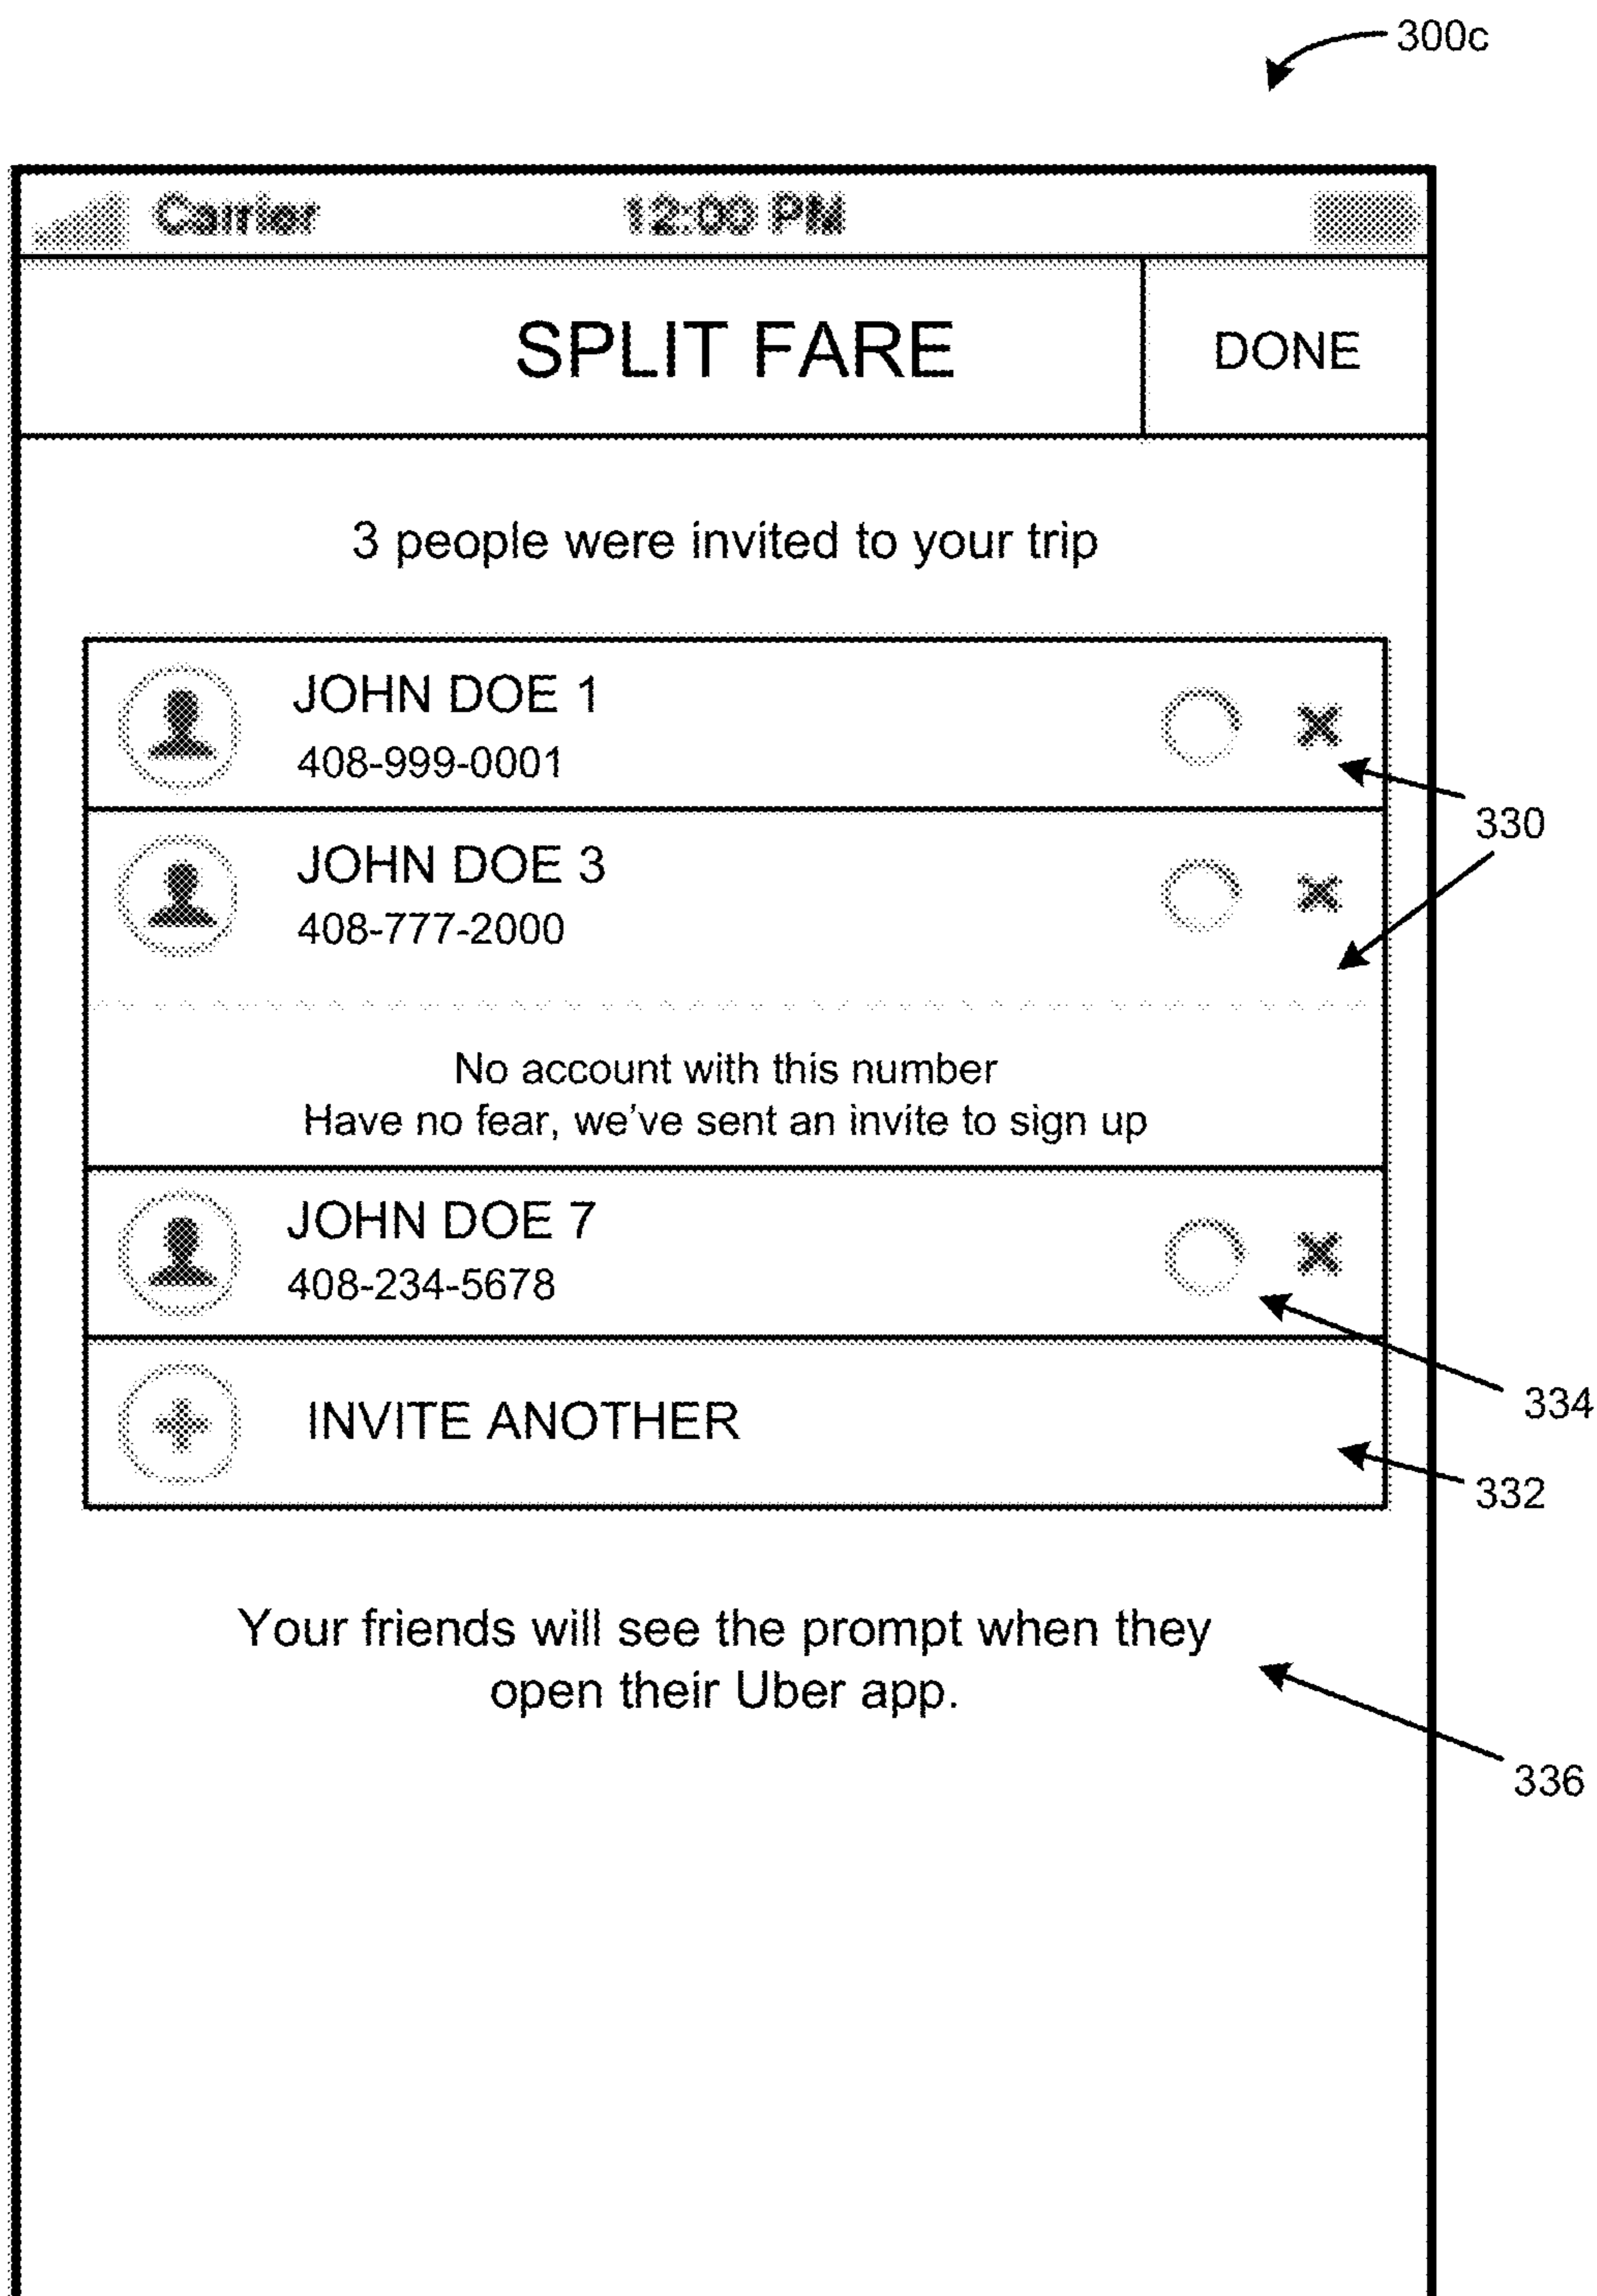 300c
Carrier 12:00 PM
SPLIT FARE DONE
3 people were invited to your trip
JOHN DOE 1
408-999-0001
330
JOHN DOE 3
408-777-2000
No account with this number
Have no fear, we've sent an invite to sign up
JOHN DOE 7
408-234-5678
334
INVITE ANOTHER
332
Your friends will see the prompt when they
open their Uber app.
336